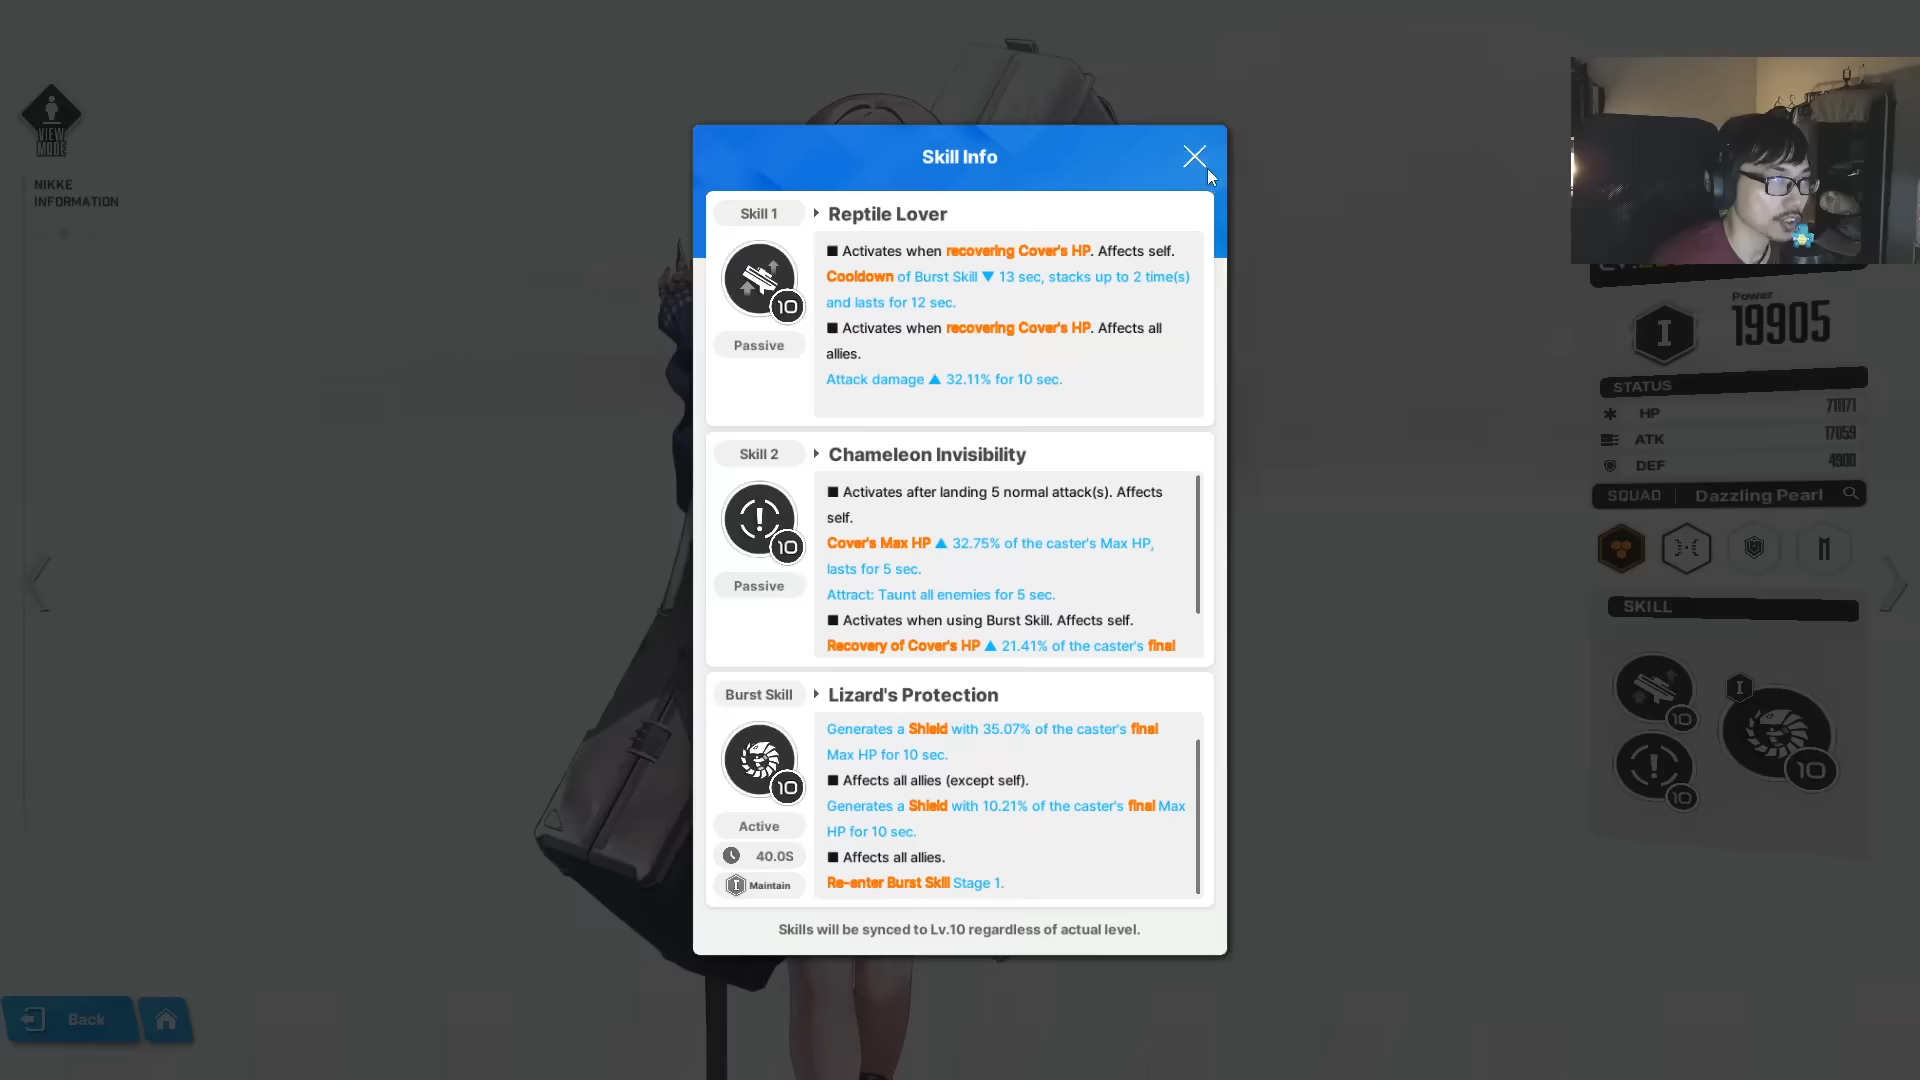 VIEW
MODE
NIKKE
INFORMATION
Skill Info
Skill 1
Reptile Lover
10
Passive
■ Activates when recovering Cover's HP. Affects self.
Cooldown of Burst Skill ▼ 13 sec, stacks up to 2 time(s)
and lasts for 12 sec.
■ Activates when recovering Cover's HP. Affects all
allies.
Attack damage ▲ 32.11% for 10 sec.
Skill 2
Chameleon Invisibility
10
Passive
■ Activates after landing 5 normal attack(s). Affects
self.
Cover's Max HP ▲ 32.75% of the caster's Max HP,
lasts for 5 sec.
Attract: Taunt all enemies for 5 sec.
■ Activates when using Burst Skill. Affects self.
Recovery of Cover's HP ▲ 21.41% of the caster's final
Burst Skill
Lizard's Protection
10
Active
40.0S
I Maintain
Generates a Shield with 35.07% of the caster's final
Max HP for 10 sec.
■ Affects all allies (except self).
Generates a Shield with 10.21% of the caster's final Max
HP for 10 sec.
■ Affects all allies.
Re-enter Burst Skill Stage 1.
Skills will be synced to Lv.10 regardless of actual level.
I
Power
19905
STATUS
HP 711171
ATK 17059
DEF 4900
SQUAD Dazzling Pearl
SKILL
10
I
10
10
Back